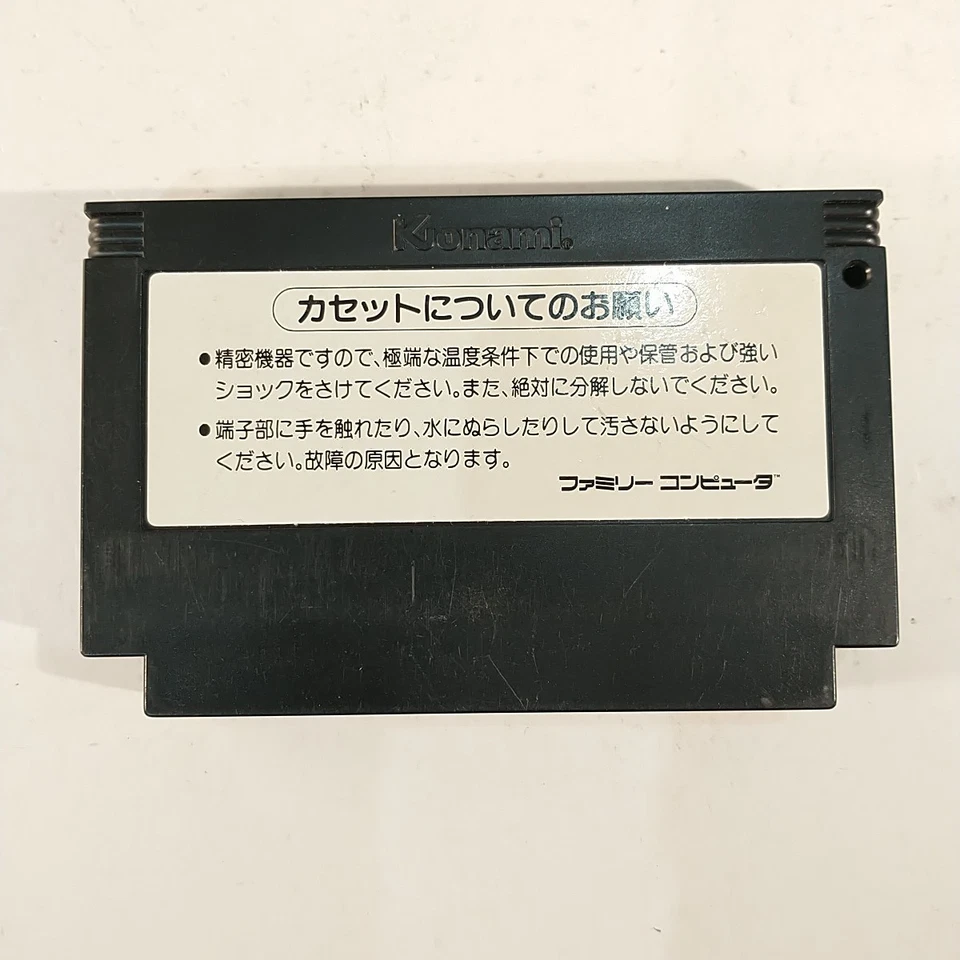 Konami®
カセットについてのお願い
●精密機器ですので、極端な温度条件下での使用や保管および強い
ショックをさけてください。また、絶対に分解しないでください。
●端子部に手を触れたり、水にぬらしたりして汚さないようにして
ください。故障の原因となります。
ファミリー コンピュータ™